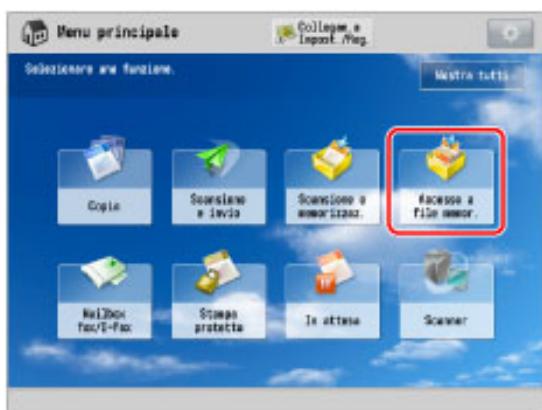 Menu principale
Collegam. a
Impost./Reg.
Selezionare una funzione.
Mostra tutti
Copia
Scansione
e invio
Scansione e
memorizzaz.
Accesso a
file memor.
Mailbox
fax/I-Fax
Stampa
protetta
In attesa
Scanner